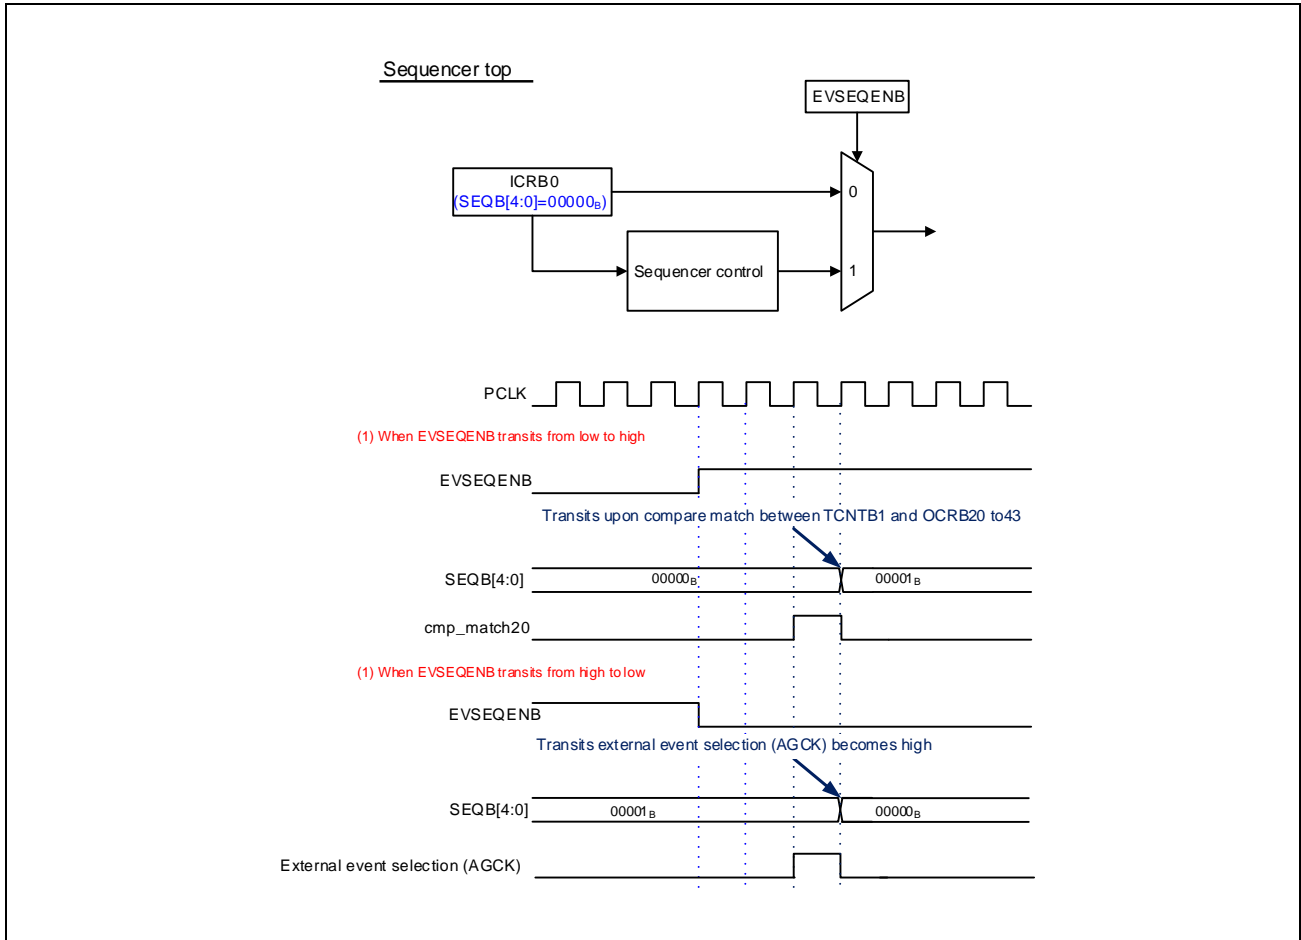 Sequencer top
EVSEQENB
ICRB0
(SEQB[4:0]=00000B)
0
Sequencer control
1
PCLK
(1) When EVSEQENB transits from low to high
EVSEQENB
Transits upon compare match between TCNTB1 and OCRB20 to43
SEQB[4:0]
00000B
00001B
cmp_match20
(1) When EVSEQENB transits from high to low
EVSEQENB
Transits external event selection (AGCK) becomes high
SEQB[4:0]
00001B
00000B
External event selection (AGCK)